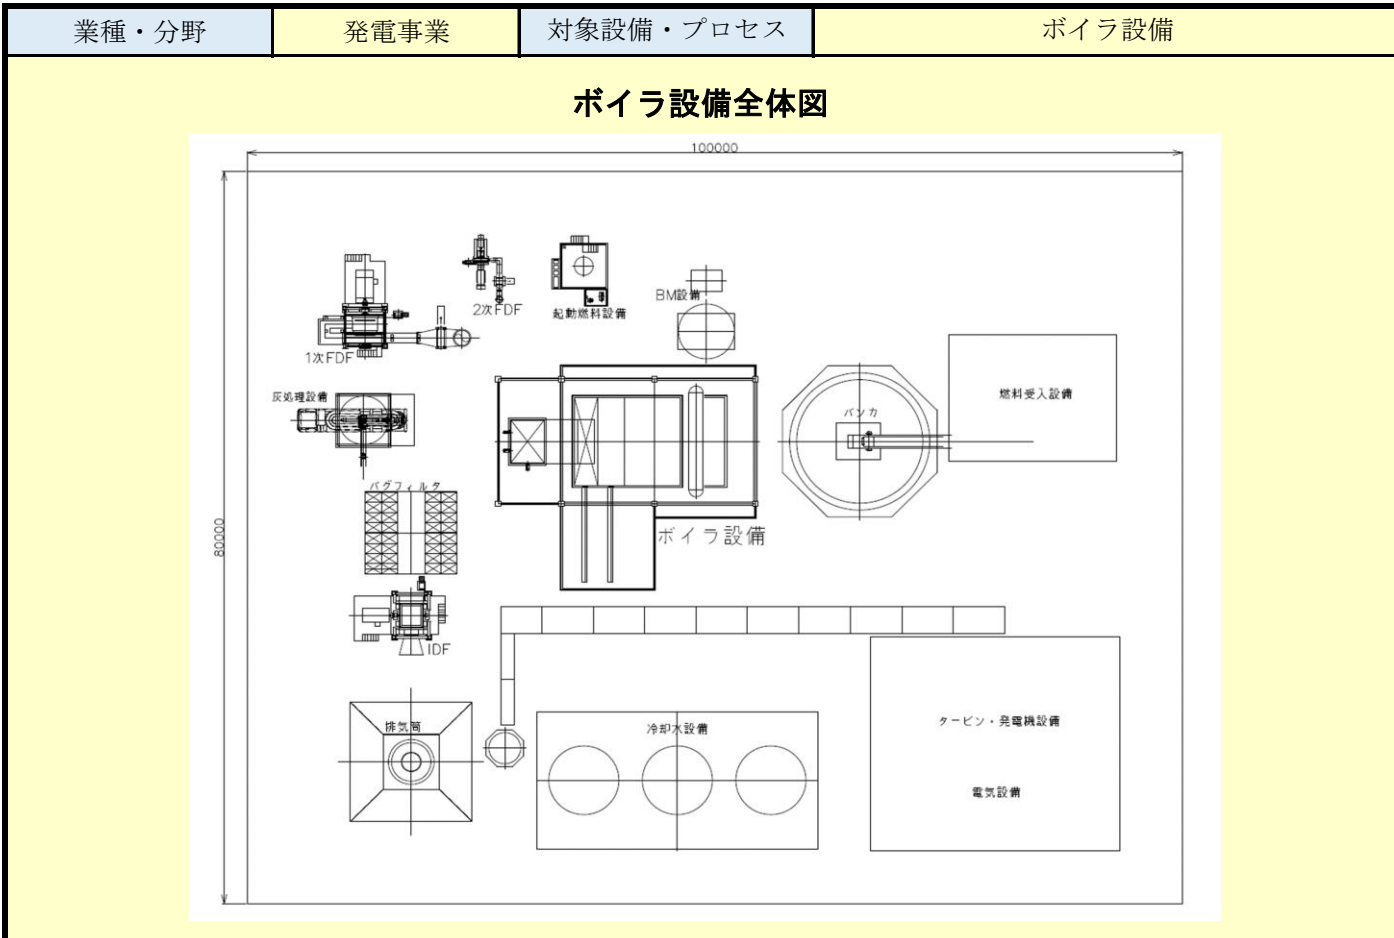 業種・分野 発電事業 対象設備・プロセス ボイラ設備
ボイラ設備全体図
100000
80000
2次FDF
起動燃料設備
BM設備
1次FDF
灰処理設備
バンカ
燃料受入設備
バグフィルタ
ボイラ設備
IDF
排気筒
冷却水設備
タービン・発電機設備
電気設備